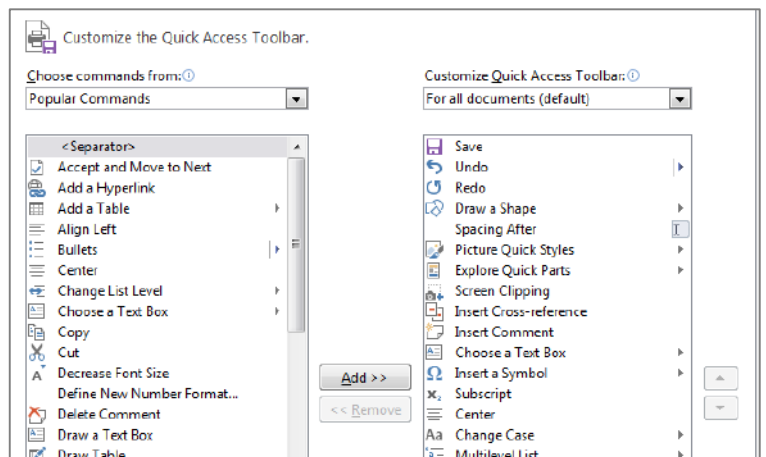 Customize the Quick Access Toolbar.
Choose commands from:
Popular Commands
<Separator>
Accept and Move to Next
Add a Hyperlink
Add a Table
Align Left
Bullets
Center
Change List Level
Choose a Text Box
Copy
Cut
Decrease Font Size
Define New Number Format...
Delete Comment
Draw a Text Box
Draw Table
Add >>
<< Remove
Customize Quick Access Toolbar:
For all documents (default)
Save
Undo
Redo
Draw a Shape
Spacing After
Picture Quick Styles
Explore Quick Parts
Screen Clipping
Insert Cross-reference
Insert Comment
Choose a Text Box
Insert a Symbol
Subscript
Center
Change Case
Multilevel List